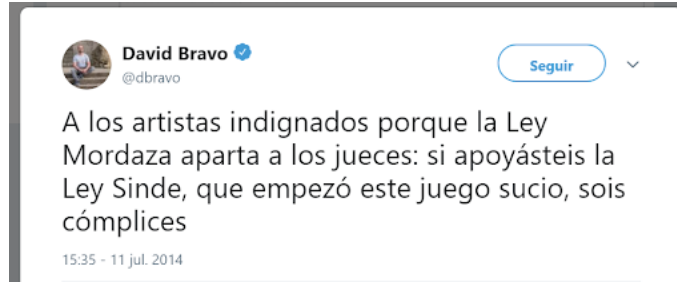 David Bravo
@dbravo
Seguir
A los artistas indignados porque la Ley
Mordaza aparta a los jueces: si apoyásteis la
Ley Sinde, que empezó este juego sucio, sois
cómplices
15:35 - 11 jul. 2014